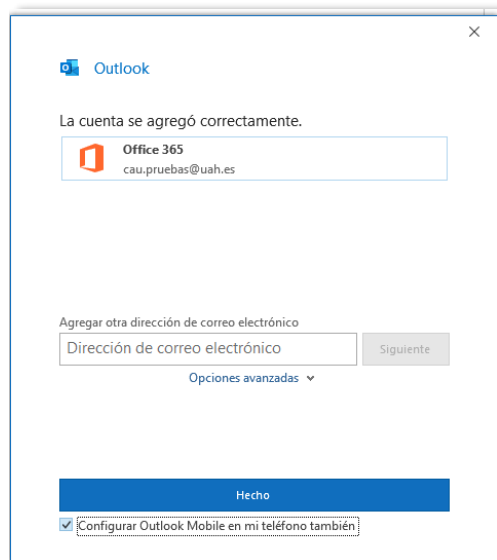 Outlook
La cuenta se agregó correctamente.
Office 365
cau.pruebas@uah.es
Agregar otra dirección de correo electrónico
Dirección de correo electrónico
Siguiente
Opciones avanzadas
Hecho
Configurar Outlook Mobile en mi teléfono también